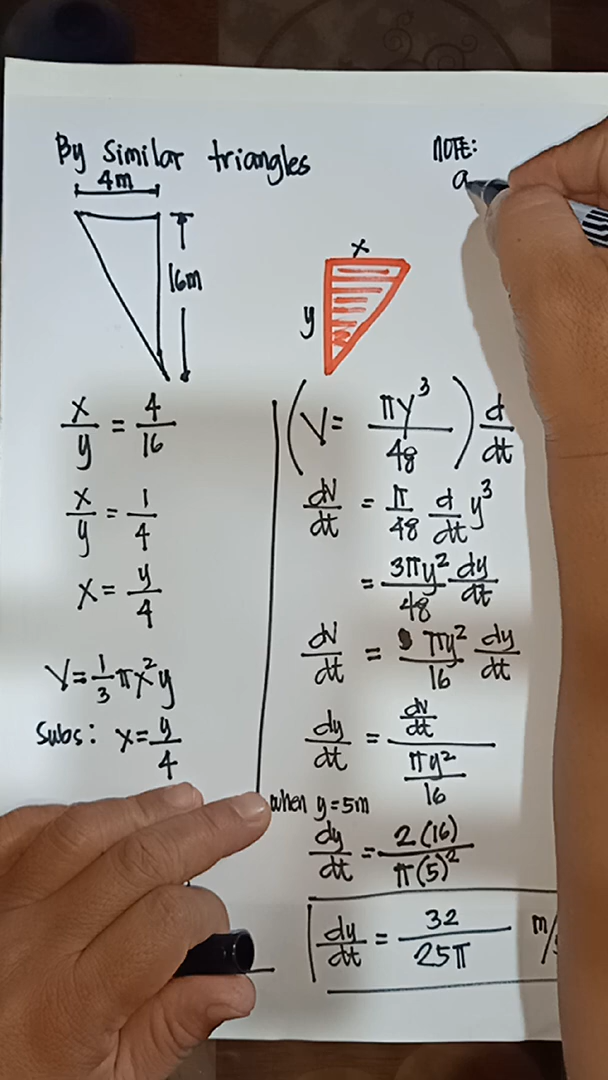 By similar triangles
4m
16m
x/y = 4/16
x/y = 1/4
x = y/4
V = 1/3 πx²y
Subs: x = y/4
NOTE:
a
x
y
(V = πy³/48) d/dt
dV/dt = π/48 d/dt y³
= 3πy²/48 dy/dt
dV/dt = πy²/16 dy/dt
dy/dt = dv/dt / πy²/16
when y = 5m
dy/dt = 2(16)/π(5)²
dy/dt = 32/25π m/